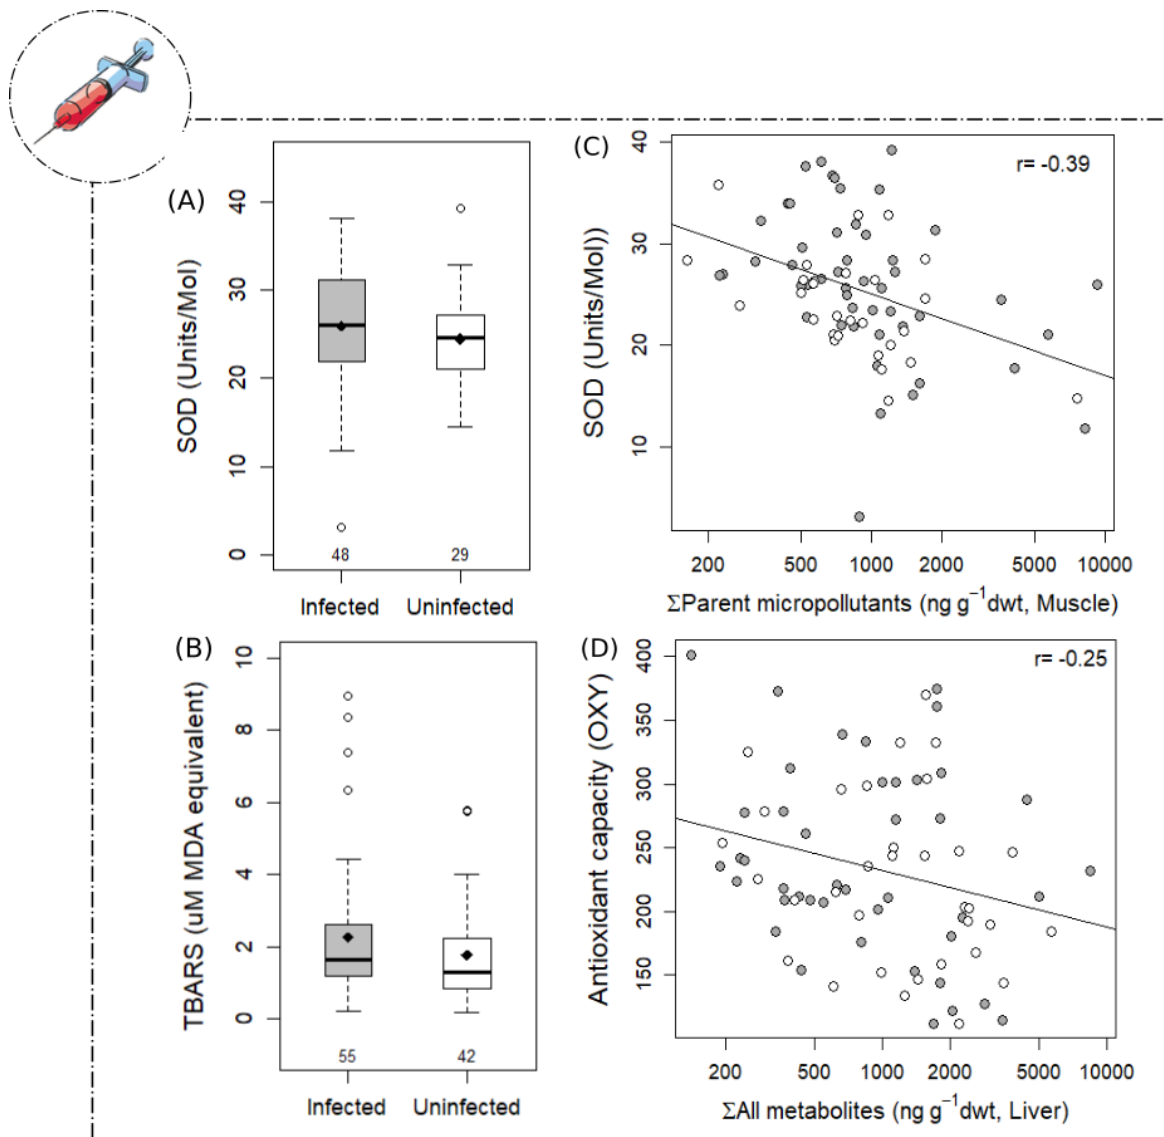 (A)
SOD (Units/Mol)
40
30
20
10
0
48
29
Infected
Uninfected
(C)
r= -0.39
SOD (Units/Mol))
40
30
20
10
200
500
1000
2000
5000
10000
ΣParent micropollutants (ng g⁻¹dwt, Muscle)
(B)
TBARS (uM MDA equivalent)
10
8
6
4
2
0
55
42
Infected
Uninfected
(D)
r= -0.25
Antioxidant capacity (OXY)
400
350
300
250
200
150
200
500
1000
2000
5000
10000
ΣAll metabolites (ng g⁻¹dwt, Liver)